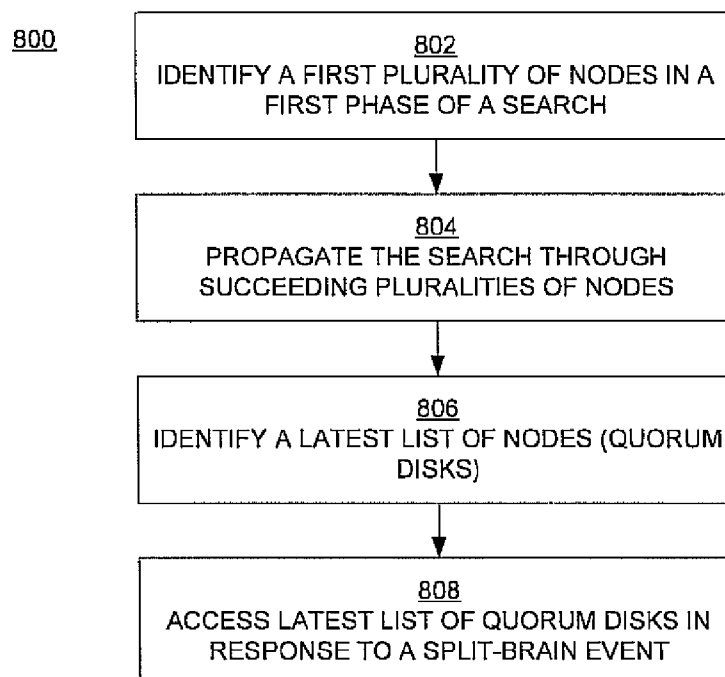 800
802
IDENTIFY A FIRST PLURALITY OF NODES IN A
FIRST PHASE OF A SEARCH
804
PROPAGATE THE SEARCH THROUGH
SUCCEEDING PLURALITIES OF NODES
806
IDENTIFY A LATEST LIST OF NODES (QUORUM
DISKS)
808
ACCESS LATEST LIST OF QUORUM DISKS IN
RESPONSE TO A SPLIT-BRAIN EVENT